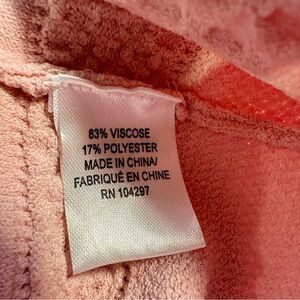 83% VISCOSE
17% POLYESTER
MADE IN CHINA/
FABRIQUÉ EN CHINE
RN 104297